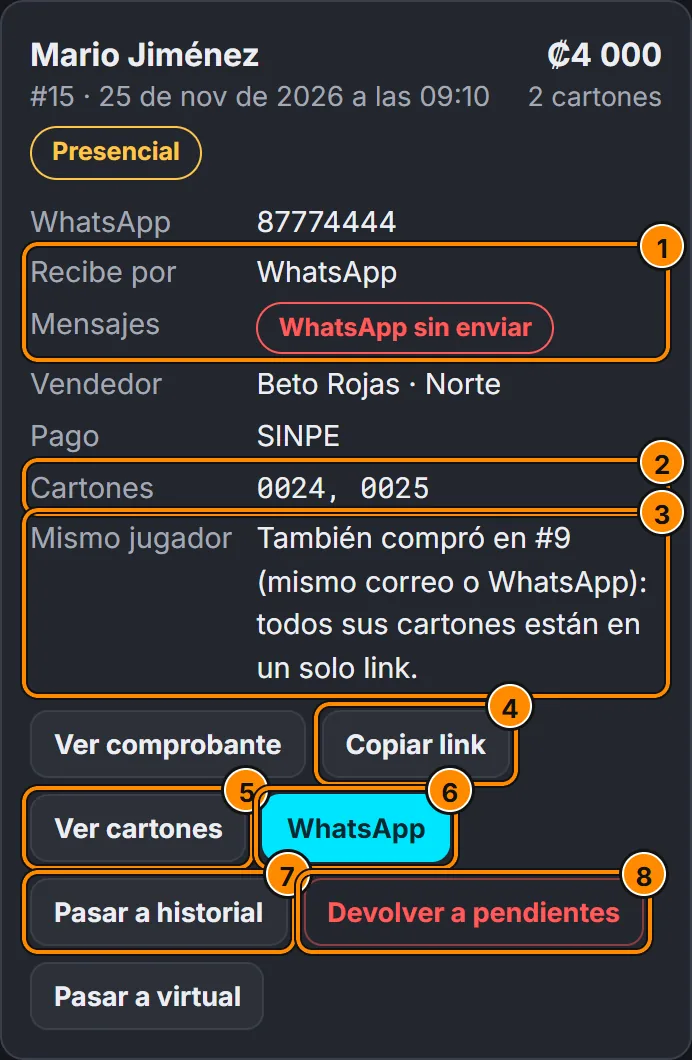 Mario Jiménez ₡4 000
#15 · 25 de nov de 2026 a las 09:10 2 cartones
Presencial
WhatsApp 87774444
1
Recibe por WhatsApp
Mensajes WhatsApp sin enviar
Vendedor Beto Rojas · Norte
Pago SINPE
2
Cartones 0024, 0025
3
Mismo jugador También compró en #9
(mismo correo o WhatsApp):
todos sus cartones están en
un solo link.
4
Ver comprobante Copiar link
5 6
Ver cartones WhatsApp
7 8
Pasar a historial Devolver a pendientes
Pasar a virtual